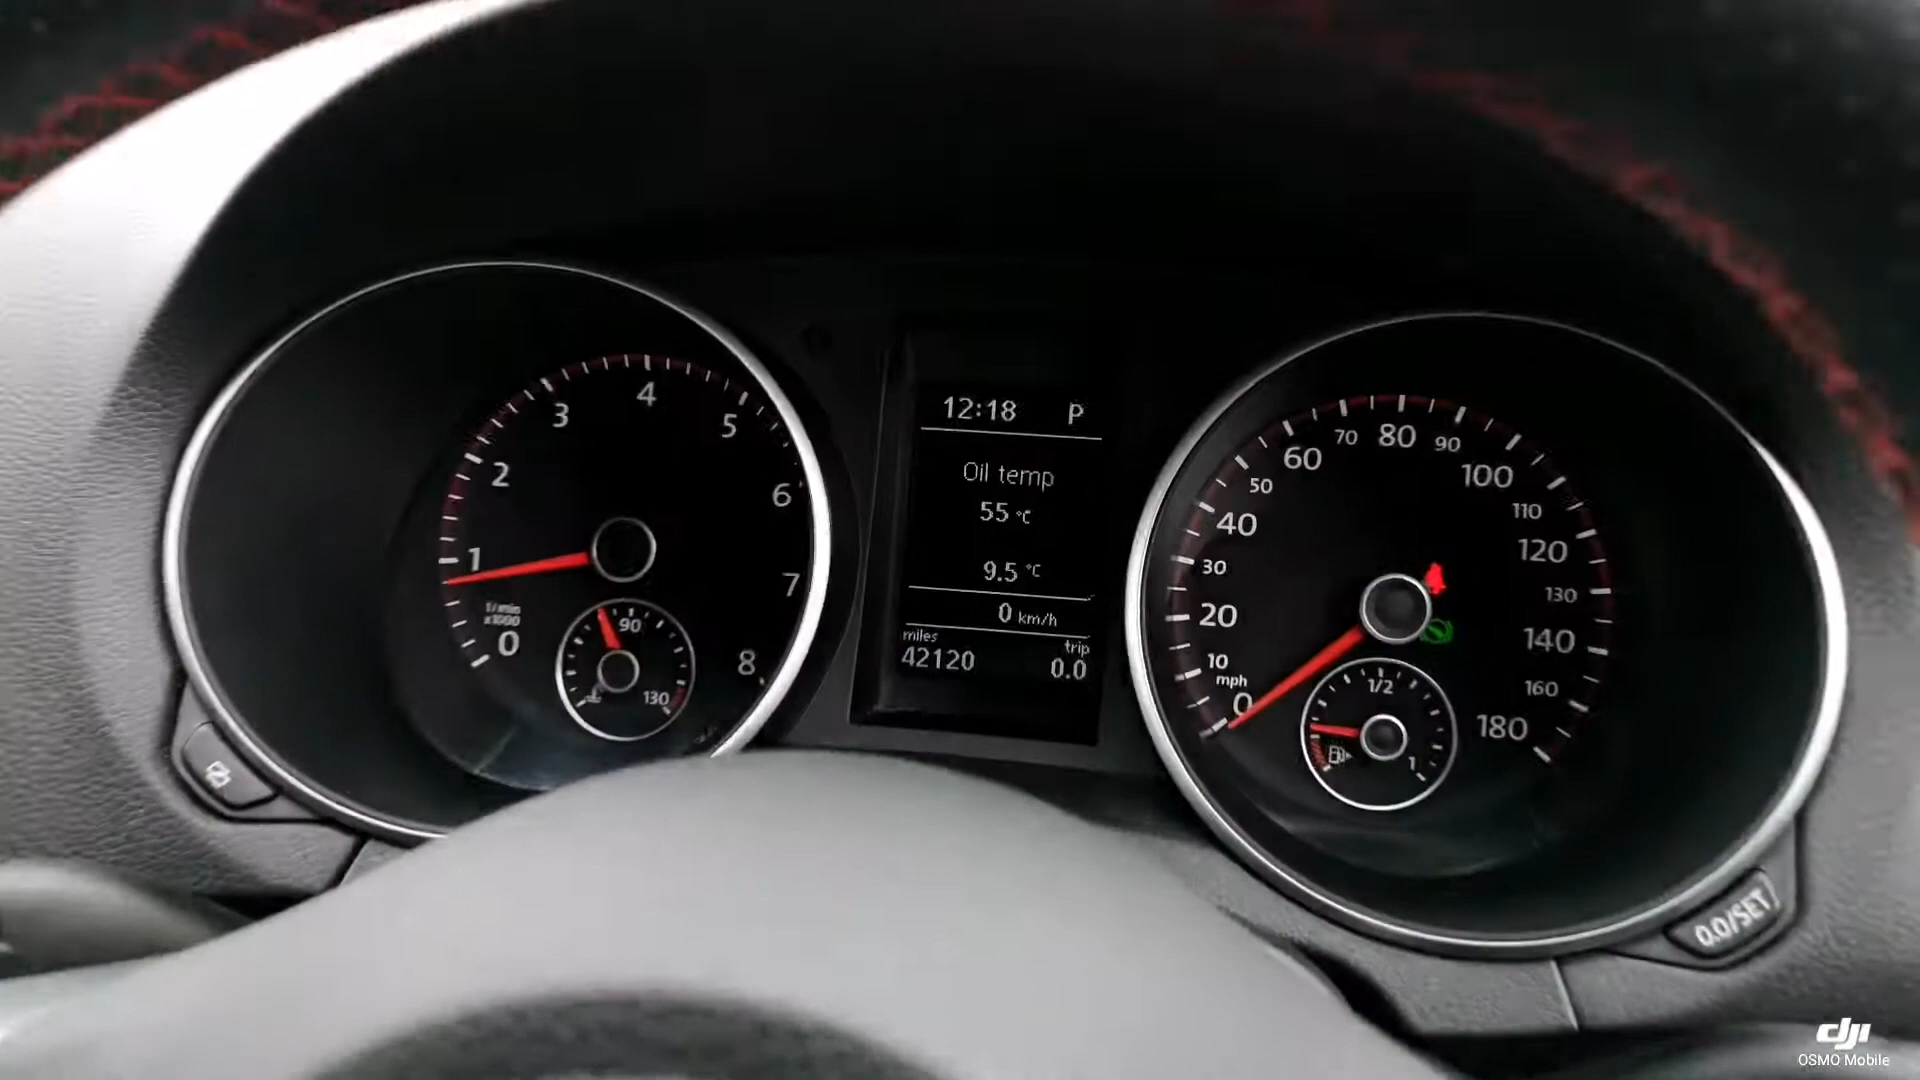 12:18 P
Oil temp
55 °C
9.5 °C
0 km/h
miles
trip
42120
0.0
0
1
2
3
4
5
6
7
8
1/min
x1000
90
130
0
10
mph
20
30
40
50
60
70
80
90
100
110
120
130
140
160
180
1/2
1
0.0/SET
dji
OSMO Mobile